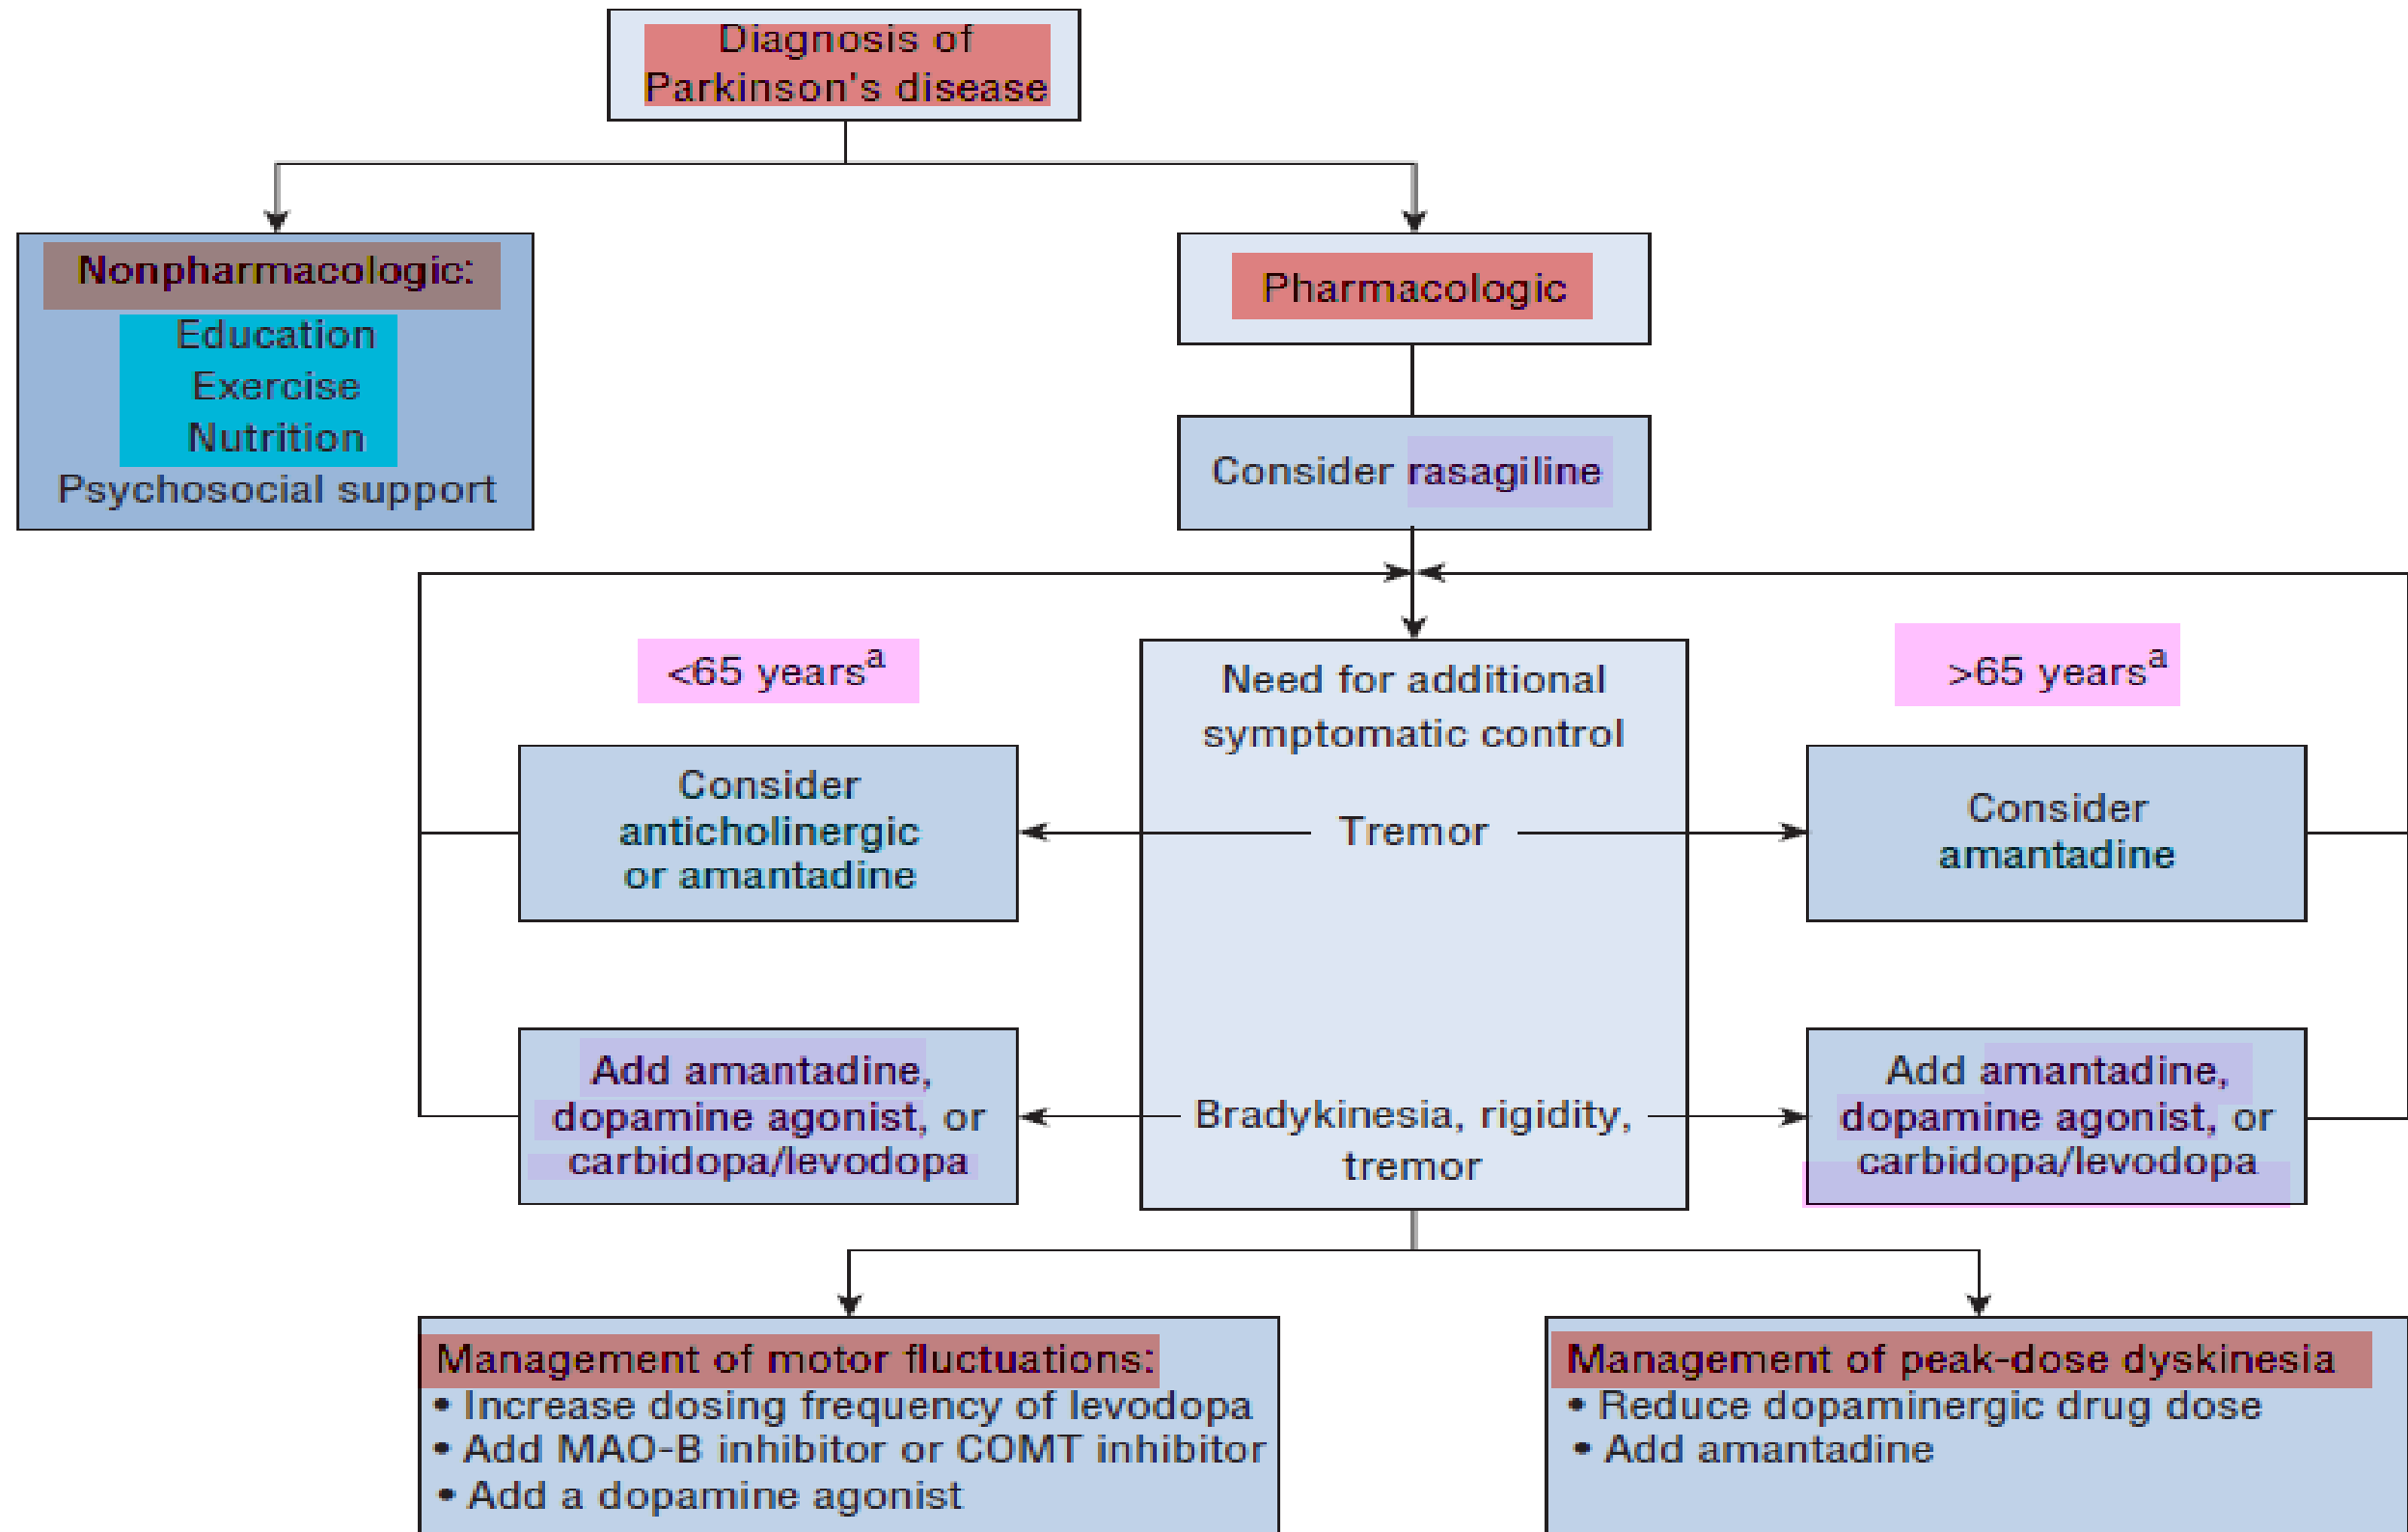 Diagnosis of
Parkinson's disease
Nonpharmacologic:
Education
Exercise
Nutrition
Psychosocial support
Pharmacologic
Consider rasagiline
<65 yearsᵃ
Need for additional
symptomatic control
>65 yearsᵃ
Consider
anticholinergic
or amantadine
Tremor
Consider
amantadine
Add amantadine,
dopamine agonist, or
carbidopa/levodopa
Bradykinesia, rigidity,
tremor
Add amantadine,
dopamine agonist, or
carbidopa/levodopa
Management of motor fluctuations:
• Increase dosing frequency of levodopa
• Add MAO-B inhibitor or COMT inhibitor
• Add a dopamine agonist
Management of peak-dose dyskinesia
• Reduce dopaminergic drug dose
• Add amantadine